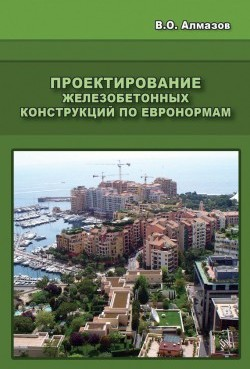 В.О. Алмазов
ПРОЕКТИРОВАНИЕ
ЖЕЛЕЗОБЕТОННЫХ
КОНСТРУКЦИЙ ПО ЕВРОНОРМАМ